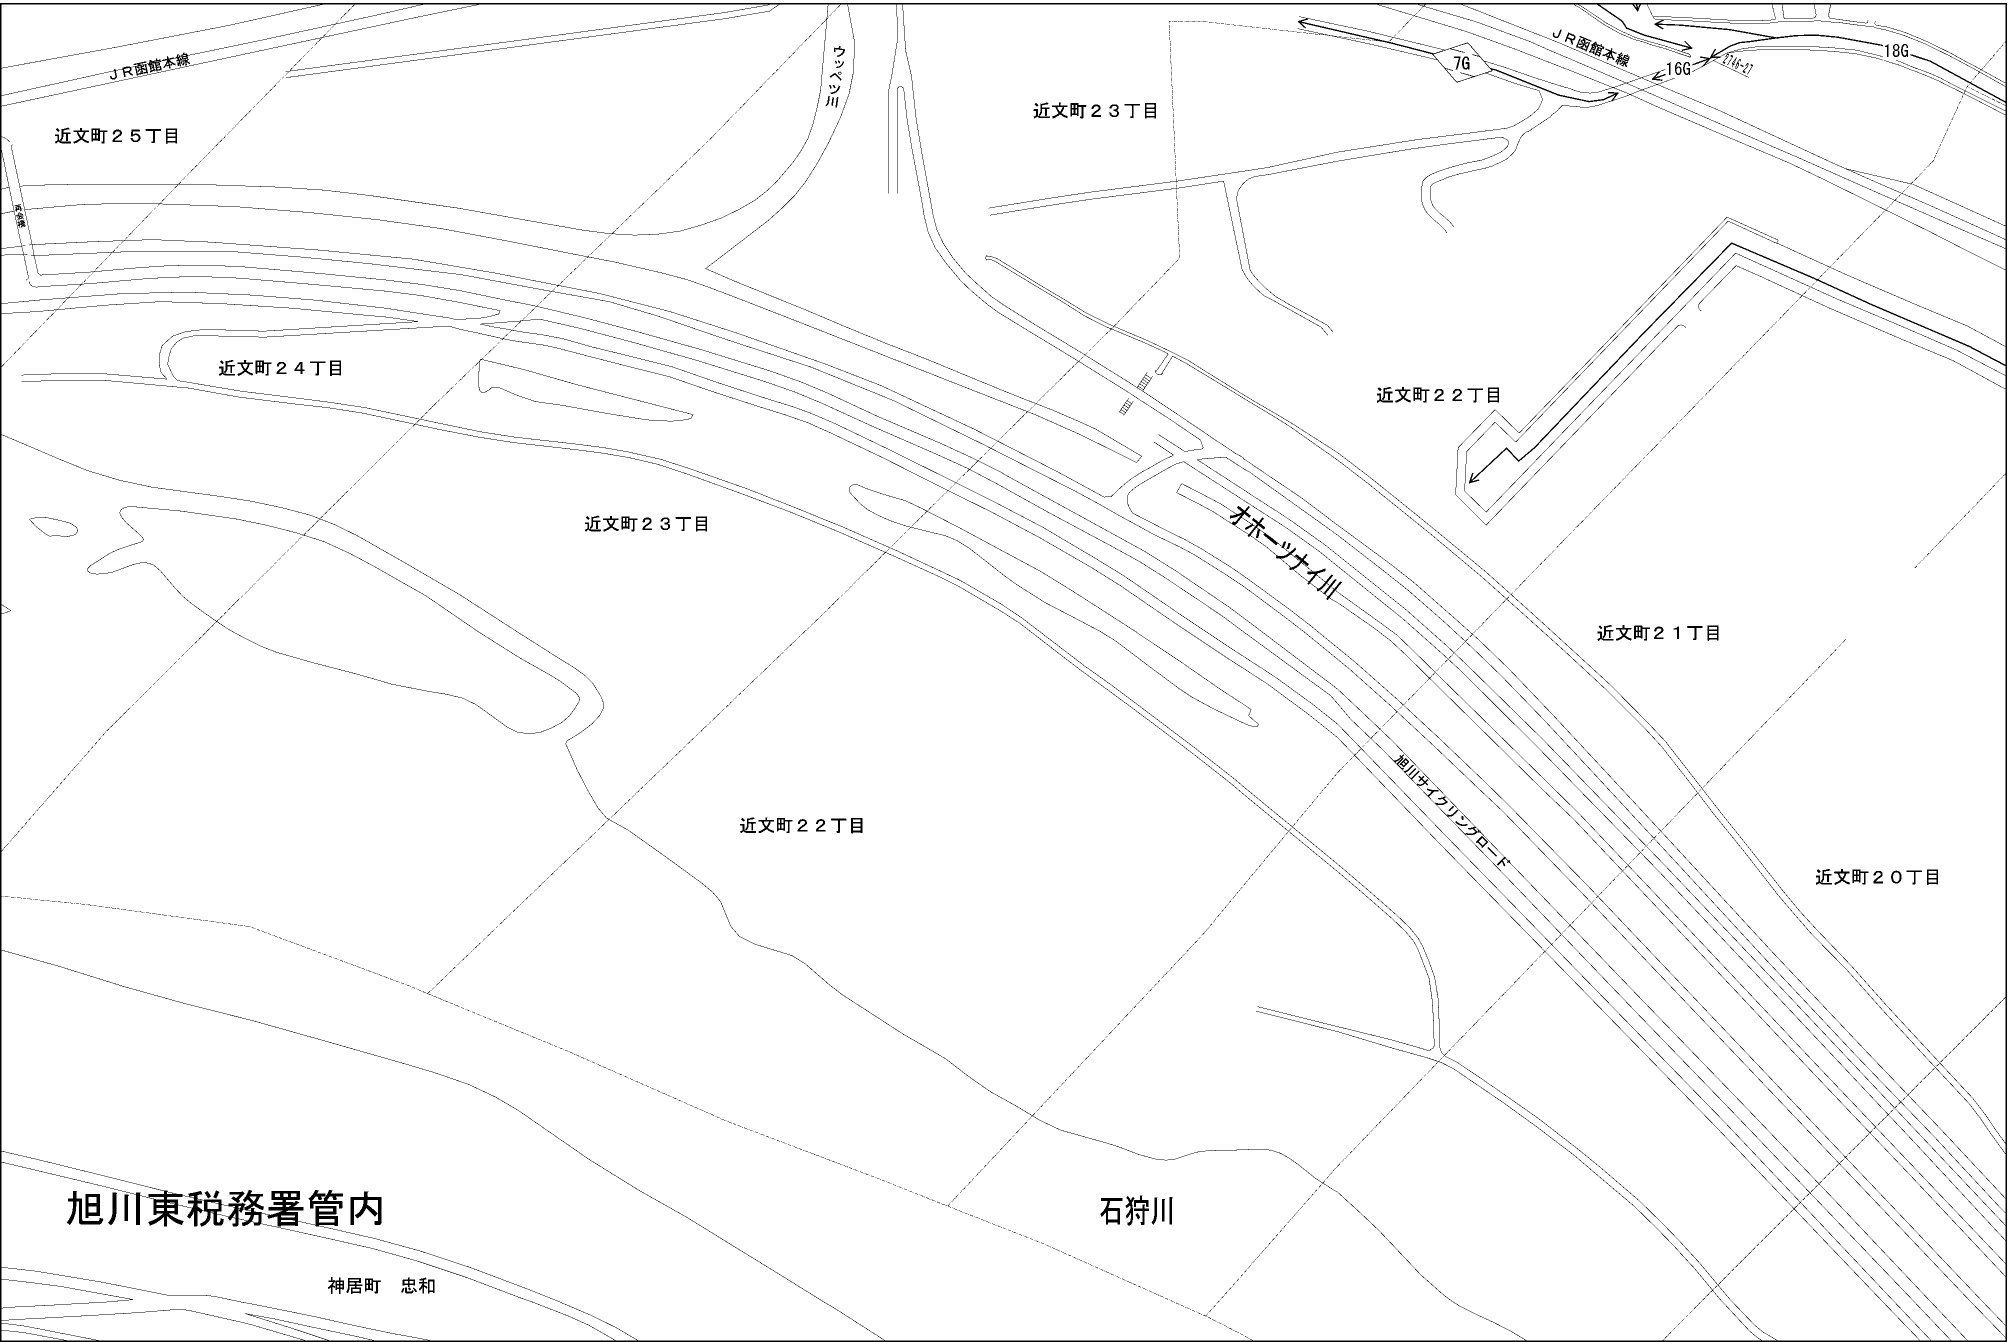 ＪＲ函館本線
ウッペツ川
7G
ＪＲ函館本線
16G
2746-27
18G
近文町２５丁目
近文町２３丁目
近文町２４丁目
近文町２２丁目
近文町２３丁目
オホーツナイ川
近文町２１丁目
旭川サイクリングロード
近文町２２丁目
近文町２０丁目
旭川東税務署管内
石狩川
神居町　忠和